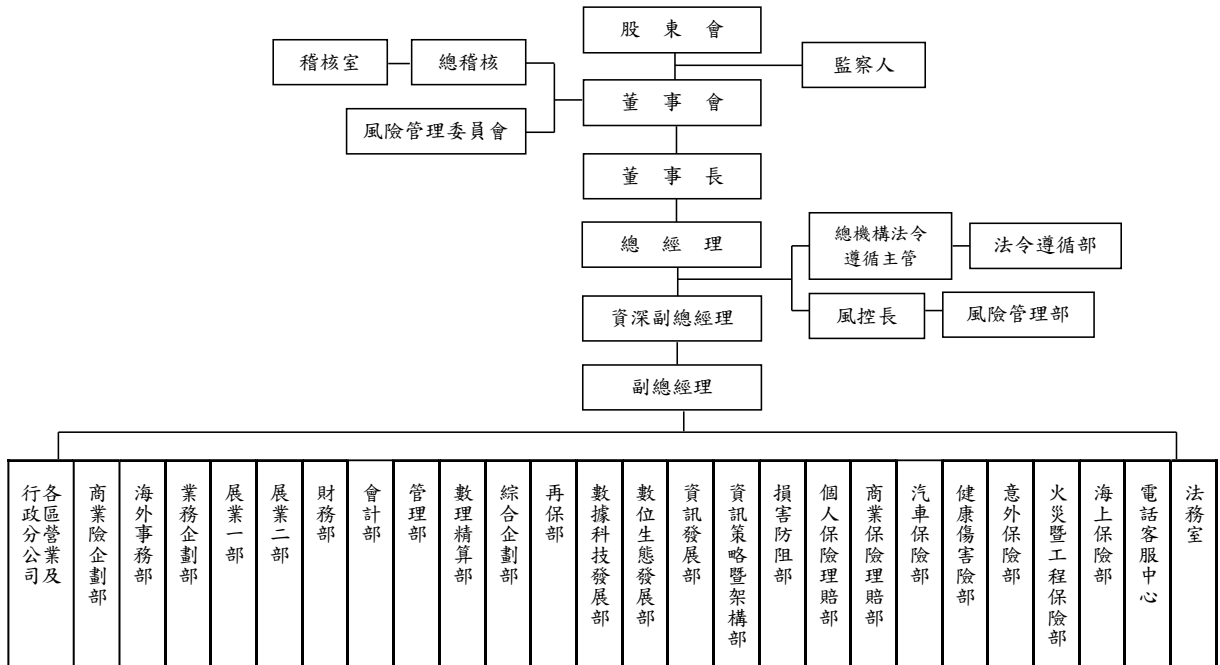 股東會
監察人
稽核室
總稽核
董事會
風險管理委員會
董事長
總經理
總機構法令
遵循主管
法令遵循部
資深副總經理
風控長
風險管理部
副總經理
各區營業及
行政分公司
商業險企劃部
海外事務部
業務企劃部
展業一部
展業二部
財務部
會計部
管理部
數理精算部
綜合企劃部
再保部
數據科技發展部
數位生態發展部
資訊發展部
資訊策略暨架構部
損害防阻部
個人保險理賠部
商業保險理賠部
汽車保險部
健康傷害險部
意外保險部
火災暨工程保險部
海上保險部
電話客服中心
法務室